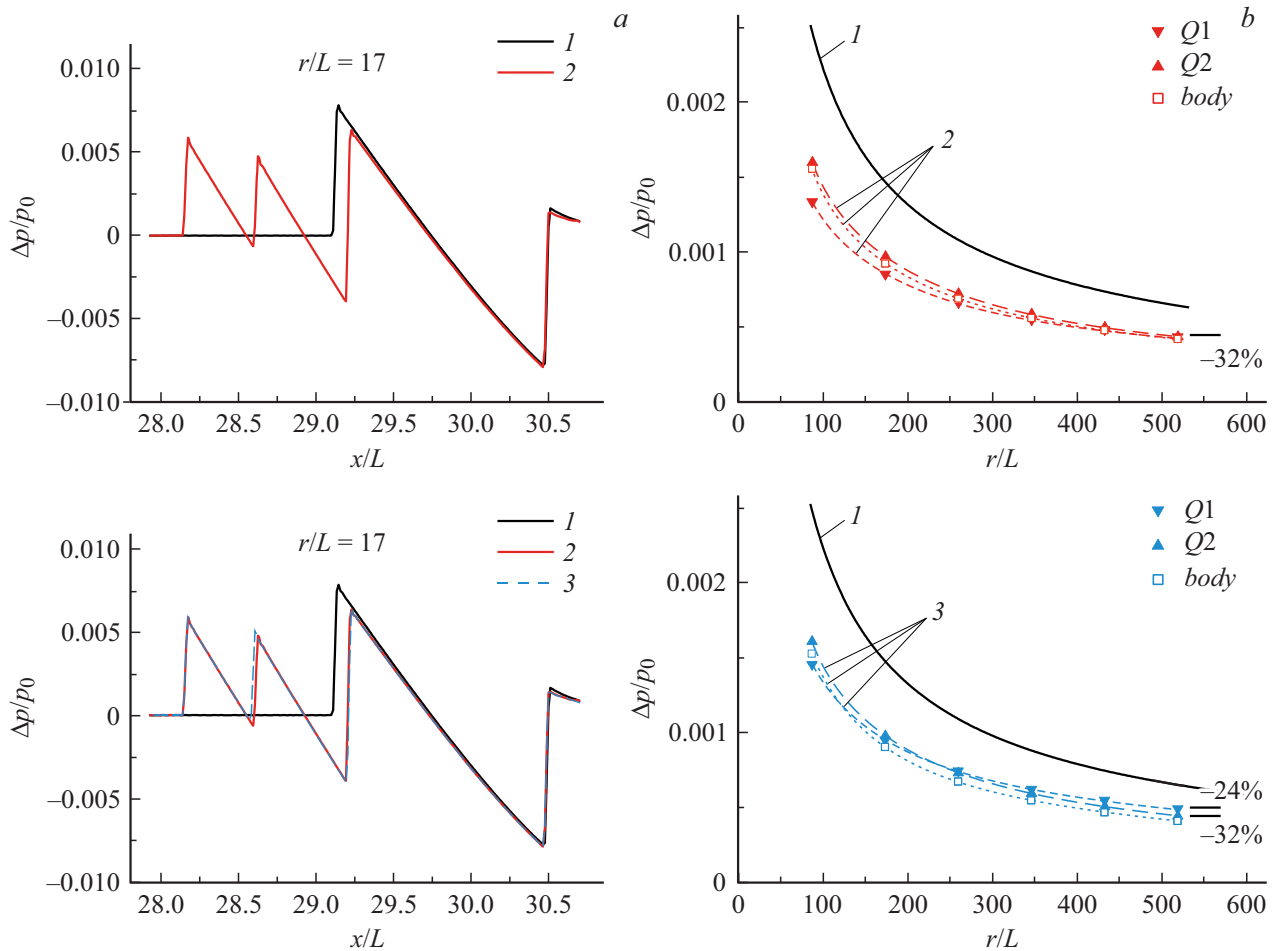 a
r/L = 17
1
2
0.010
0.005
0
–0.005
–0.010
Δp/p0
28.0 28.5 29.0 29.5 30.0 30.5
x/L
b
1
2
Q1
Q2
body
0.002
0.001
0
Δp/p0
–32%
0 100 200 300 400 500 600
r/L
r/L = 17
1
2
3
0.010
0.005
0
–0.005
–0.010
Δp/p0
28.0 28.5 29.0 29.5 30.0 30.5
x/L
1
3
Q1
Q2
body
0.002
0.001
0
Δp/p0
–24%
–32%
0 100 200 300 400 500 600
r/L